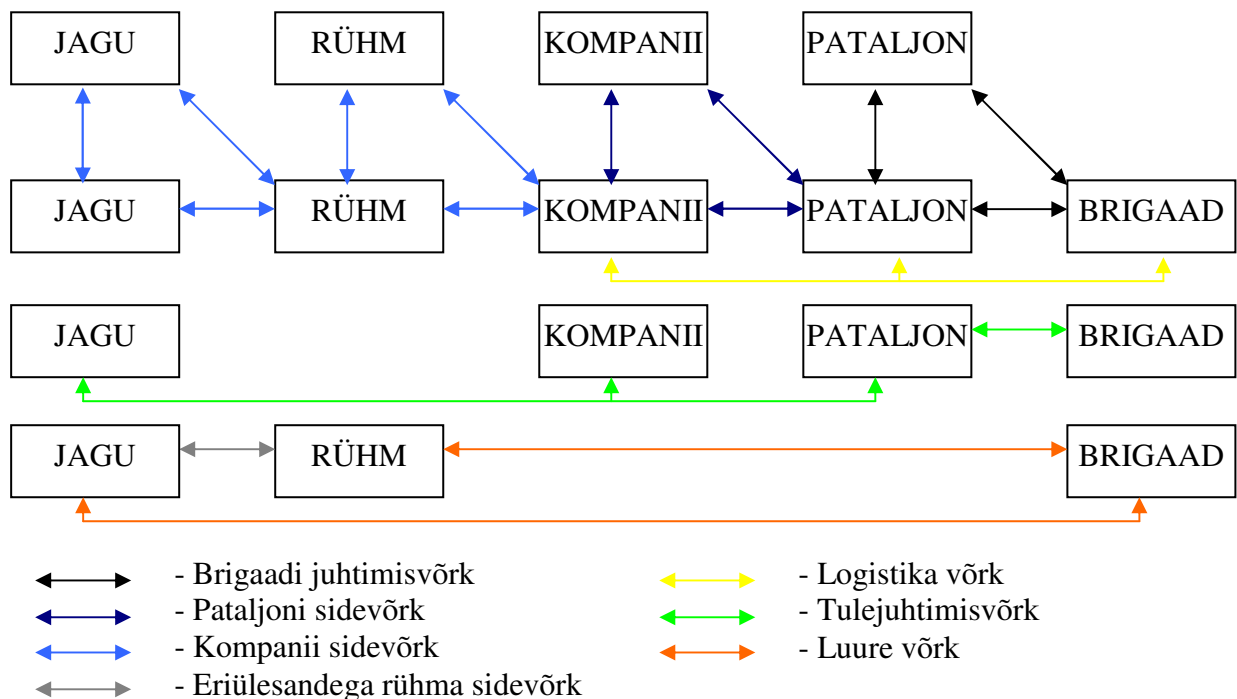 JAGU RÜHM KOMPANII PATALJON
JAGU RÜHM KOMPANII PATALJON BRIGAAD
JAGU KOMPANII PATALJON BRIGAAD
JAGU RÜHM BRIGAAD
- Brigaadi juhtimisvõrk
- Pataljoni sidevõrk
- Kompanii sidevõrk
- Eriülesandega rühma sidevõrk
- Logistika võrk
- Tulejuhtimisvõrk
- Luure võrk